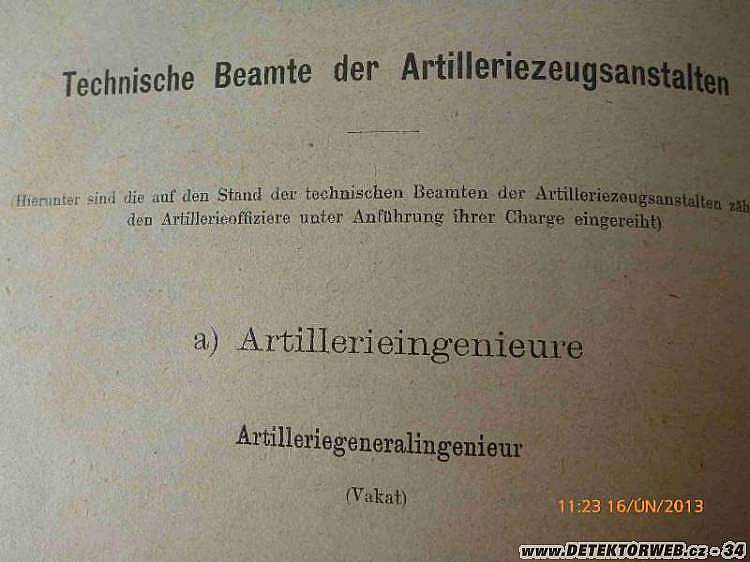 Technische Beamte der Artilleriezeugsanstalten
(Hierunter sind die auf den Stand der technischen Beamten der Artilleriezeugsanstalten zäh
den Artillerieoffiziere unter Anführung ihrer Charge eingereiht)
a) Artillerieingenieure
Artilleriegeneralingenieur
(Vakat)
11:23 16/ÚN/2013
www.DETEKTORWEB.cz - 34